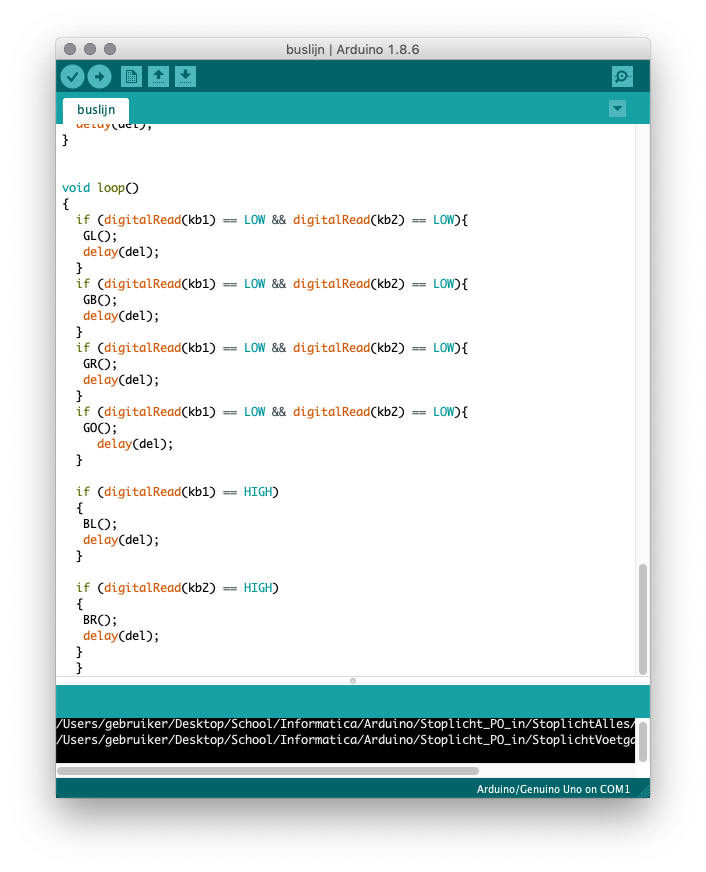 buslijn | Arduino 1.8.6
buslijn
delay(del);
}
void loop()
{
if (digitalRead(kb1) == LOW && digitalRead(kb2) == LOW){
GL();
delay(del);
}
if (digitalRead(kb1) == LOW && digitalRead(kb2) == LOW){
GB();
delay(del);
}
if (digitalRead(kb1) == LOW && digitalRead(kb2) == LOW){
GR();
delay(del);
}
if (digitalRead(kb1) == LOW && digitalRead(kb2) == LOW){
GO();
delay(del);
}
if (digitalRead(kb1) == HIGH)
{
BL();
delay(del);
}
if (digitalRead(kb2) == HIGH)
{
BR();
delay(del);
}
}
/Users/gebruiker/Desktop/School/Informatica/Arduino/Stoplicht_PO_in/StoplichtAlles/
/Users/gebruiker/Desktop/School/Informatica/Arduino/Stoplicht_PO_in/StoplichtVoetga
Arduino/Genuino Uno on COM1